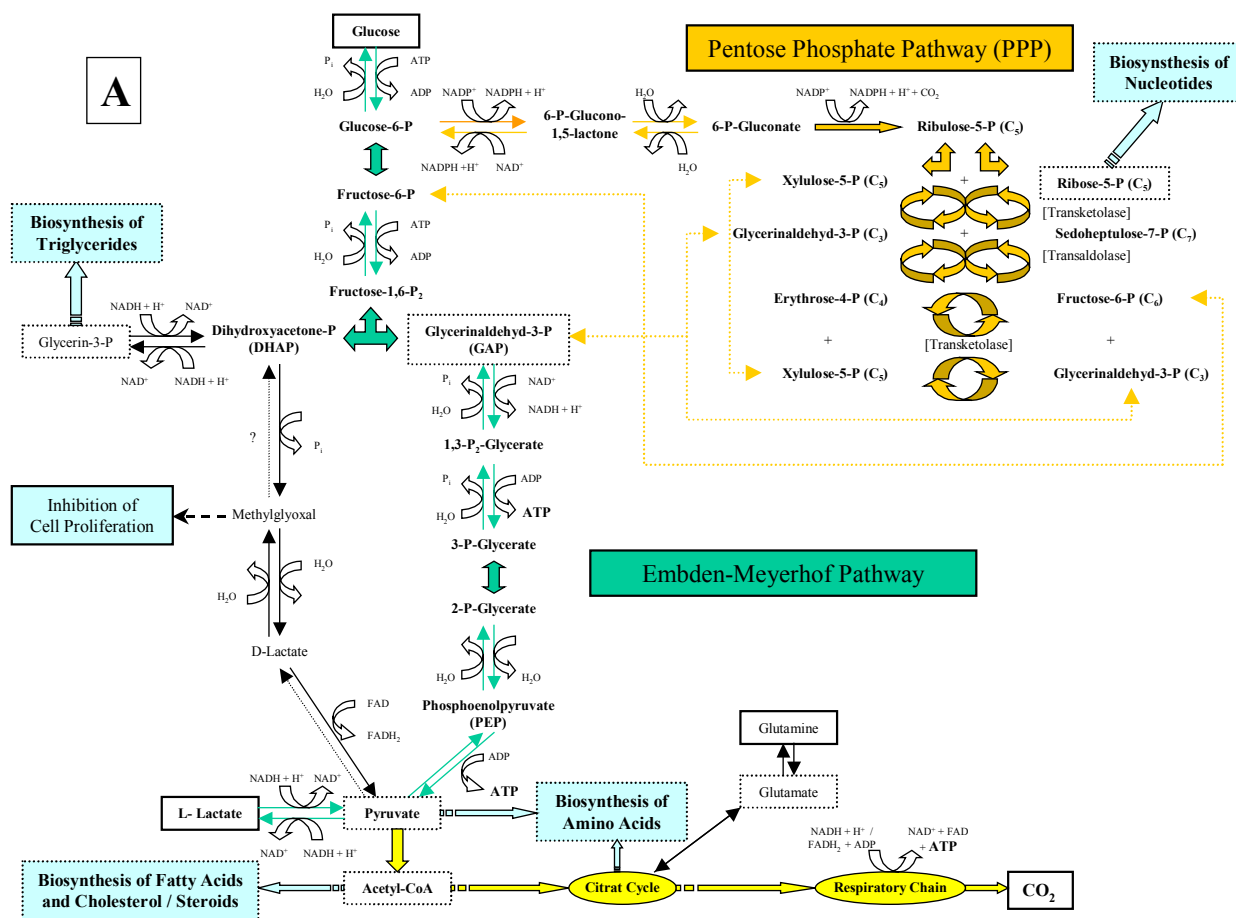 A
Glucose
Pentose Phosphate Pathway (PPP)
Biosynsthesis of
Nucleotides
Pi
ATP
H2O
ADP
NADP+
NADPH + H+
H2O
NADP+
NADPH + H+ + CO2
Glucose-6-P
6-P-Glucono-
1,5-lactone
6-P-Gluconate
Ribulose-5-P (C5)
NADPH +H+
NAD+
H2O
Xylulose-5-P (C5)
+
Ribose-5-P (C5)
Fructose-6-P
[Transketolase]
Biosynthesis of
Triglycerides
Pi
ATP
H2O
ADP
Glycerinaldehyd-3-P (C3)
+
Sedoheptulose-7-P (C7)
[Transaldolase]
Fructose-1,6-P2
Erythrose-4-P (C4)
Fructose-6-P (C6)
NADH + H+
NAD+
Glycerin-3-P
Dihydroxyacetone-P
(DHAP)
Glycerinaldehyd-3-P
(GAP)
+
[Transketolase]
+
NAD+
NADH + H+
Xylulose-5-P (C5)
Glycerinaldehyd-3-P (C3)
Pi
NAD+
H2O
NADH + H+
?
Pi
1,3-P2-Glycerate
Pi
ADP
H2O
ATP
Inhibition of
Cell Proliferation
Methylglyoxal
3-P-Glycerate
Embden-Meyerhof Pathway
H2O
H2O
2-P-Glycerate
D-Lactate
H2O
H2O
Phosphoenolpyruvate
(PEP)
FAD
FADH2
ADP
ATP
Glutamine
Glutamate
NADH + H+
NAD+
L- Lactate
Pyruvate
Biosynthesis of
Amino Acids
NAD+
NADH + H+
NADH + H+ /
FADH2 + ADP
NAD+ + FAD
+ ATP
Biosynthesis of Fatty Acids
and Cholesterol / Steroids
Acetyl-CoA
Citrat Cycle
Respiratory Chain
CO2